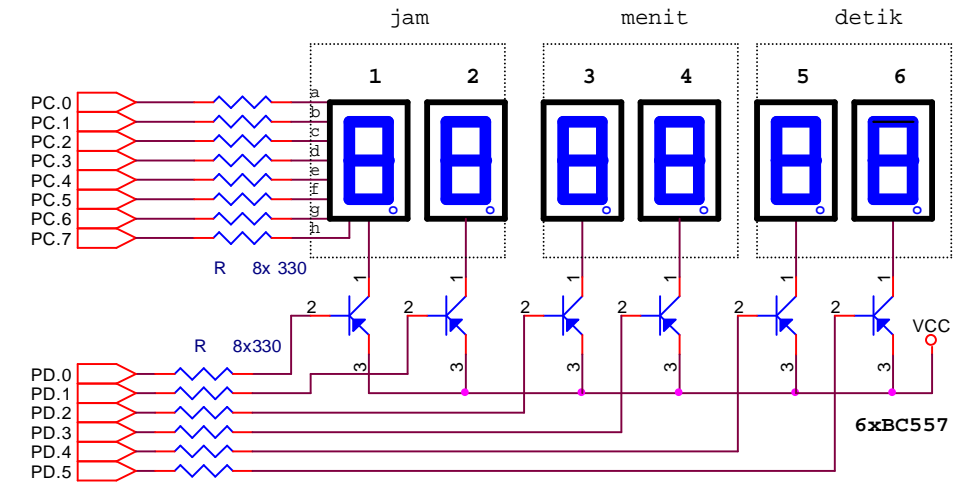 jam menit detik
1 2 3 4 5 6
PC.0 a
PC.1 b
PC.2 c
PC.3 d
PC.4 e
PC.5 f
PC.6 g
PC.7 h
R 8x 330
1 1 1 1 1 1
2 2 2 2 2 2
VCC
R 8x330
3 3 3 3 3 3
PD.0
PD.1
PD.2
PD.3
PD.4
PD.5
6xBC557